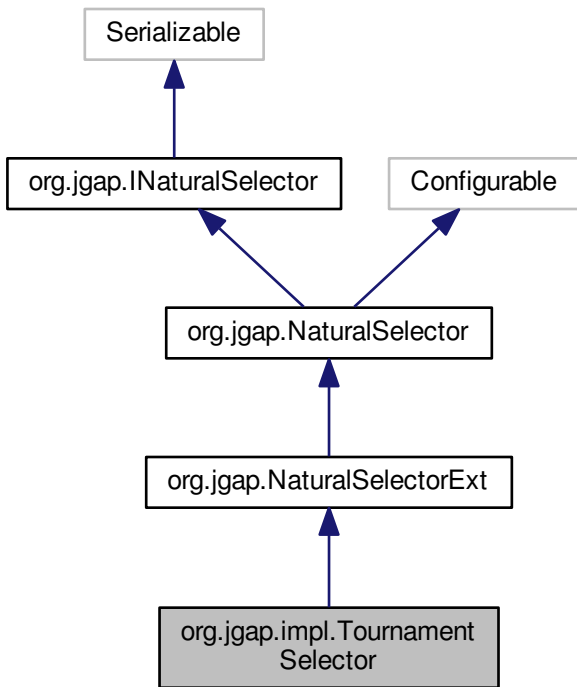 Serializable
org.jgap.INaturalSelector
Configurable
org.jgap.NaturalSelector
org.jgap.NaturalSelectorExt
org.jgap.impl.Tournament
Selector